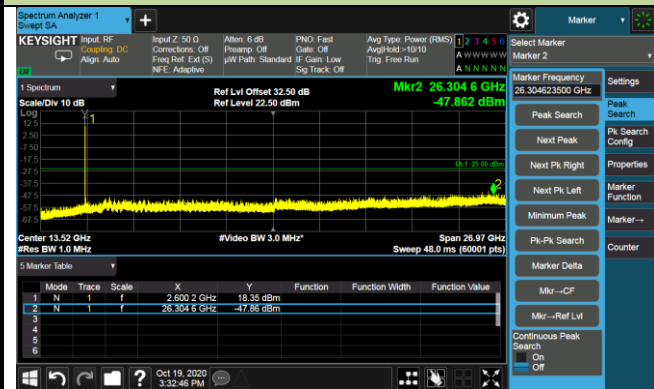 Spectrum Analyzer 1
Swept SA
Marker
KEYSIGHT
Input: RF
Coupling: DC
Align: Auto
Input Z: 50 Ω
Corrections: Off
Freq Ref: Ext (S)
NFE: Adaptive
Atten: 6 dB
Preamp: Off
µW Path: Standard
PNO: Fast
Gate: Off
IF Gain: Low
Sig Track: Off
Avg Type: Power (RMS)
Avg|Hold:>10/10
Trig: Free Run
1 2 3 4 5 6
A W W W W W
A N N N N N
Select Marker
Marker 2
1 Spectrum
Scale/Div 10 dB
Ref Lvl Offset 32.50 dB
Ref Level 22.50 dBm
Mkr2 26.304 6 GHz
-47.862 dBm
Log
12.5
2.50
-7.50
-17.5
-27.5
-37.5
-47.5
-57.5
-67.5
1
DL1 -25.00 dBm
2
Center 13.52 GHz
#Res BW 1.0 MHz
#Video BW 3.0 MHz*
Span 26.97 GHz
Sweep 48.0 ms (60001 pts)
5 Marker Table
Mode Trace Scale X Y Function Function Width Function Value
1 N 1 f 2.600 2 GHz 18.35 dBm
2 N 1 f 26.304 6 GHz -47.86 dBm
3
4
5
6
Marker Frequency
26.304623500 GHz
Peak Search
Next Peak
Next Pk Right
Next Pk Left
Minimum Peak
Pk-Pk Search
Marker Delta
Mkr→CF
Mkr→Ref Lvl
Continuous Peak
Search
On
Off
Settings
Peak
Search
Pk Search
Config
Properties
Marker
Function
Marker→
Counter
?
Oct 19, 2020
3:32:46 PM